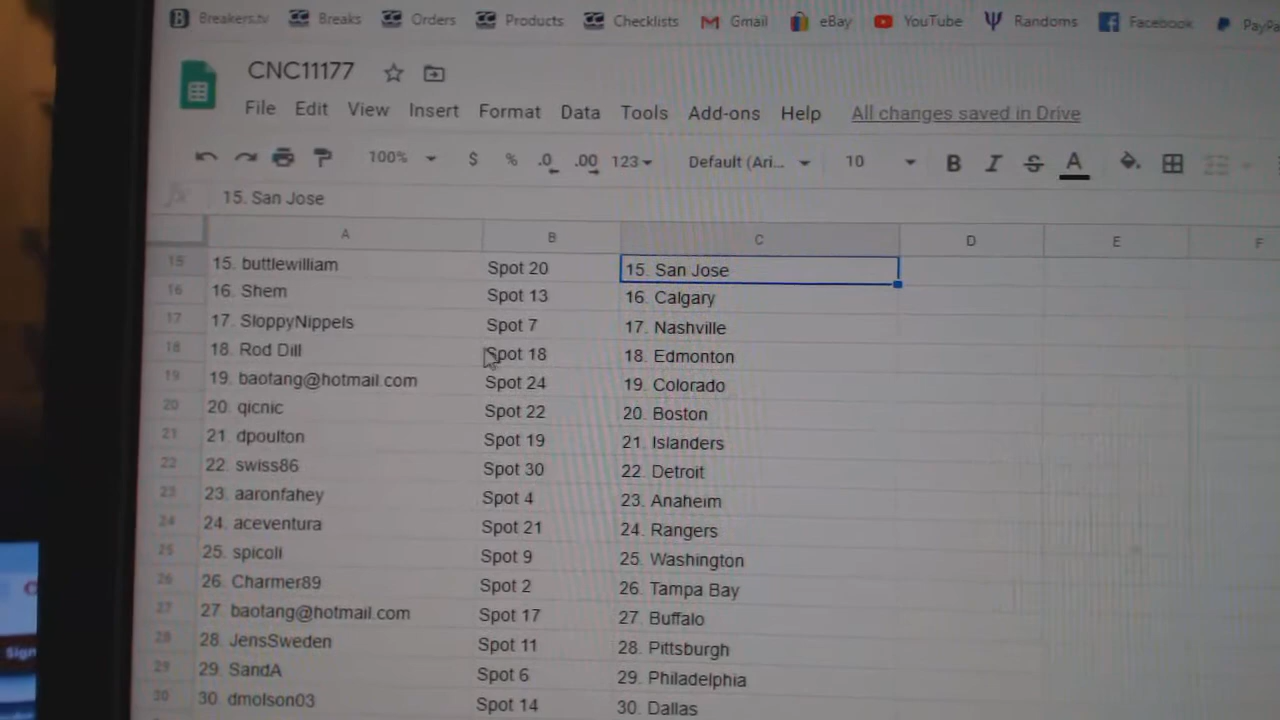 Breakers.tv Breaks Orders Products Checklists Gmail eBay YouTube Randoms Facebook
CNC11177
File Edit View Insert Format Data Tools Add-ons Help All changes saved in Drive
100% $ % .0 .00 123 Default (Ari... 10 B I S A
fx 15. San Jose
A B C D E F
15 15. buttlewilliam Spot 20 15. San Jose
16 16. Shem Spot 13 16. Calgary
17 17. SloppyNippels Spot 7 17. Nashville
18 18. Rod Dill Spot 18 18. Edmonton
19 19. baotang@hotmail.com Spot 24 19. Colorado
20 20. qicnic Spot 22 20. Boston
21 21. dpoulton Spot 19 21. Islanders
22 22. swiss86 Spot 30 22. Detroit
23 23. aaronfahey Spot 4 23. Anaheim
24 24. aceventura Spot 21 24. Rangers
25 25. spicoli Spot 9 25. Washington
26 26. Charmer89 Spot 2 26. Tampa Bay
27 27. baotang@hotmail.com Spot 17 27. Buffalo
28 28. JensSweden Spot 11 28. Pittsburgh
29 29. SandA Spot 6 29. Philadelphia
30 30. dmolson03 Spot 14 30. Dallas
Sign